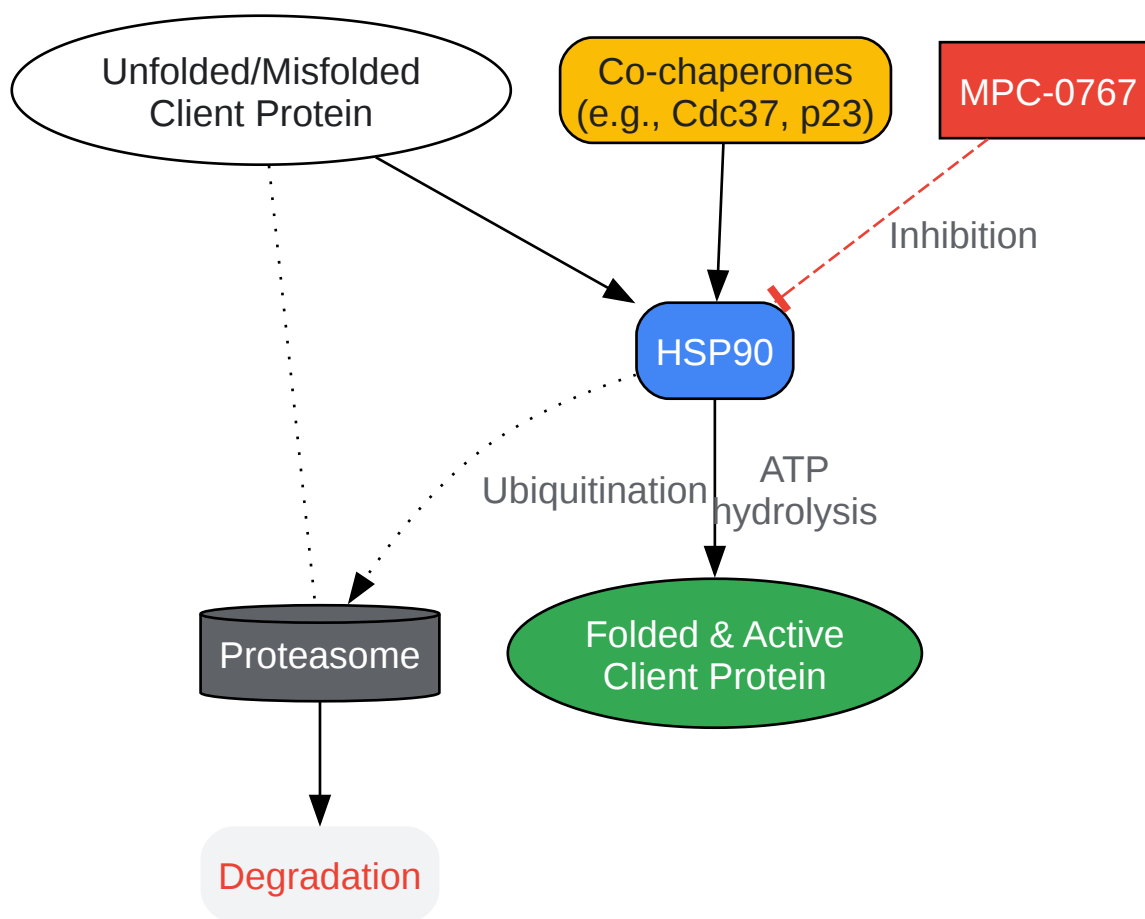 Unfolded/Misfolded
Client Protein
Co-chaperones
(e.g., Cdc37, p23)
MPC-0767
Inhibition
HSP90
Ubiquitination
ATP
hydrolysis
Proteasome
Folded & Active
Client Protein
Degradation